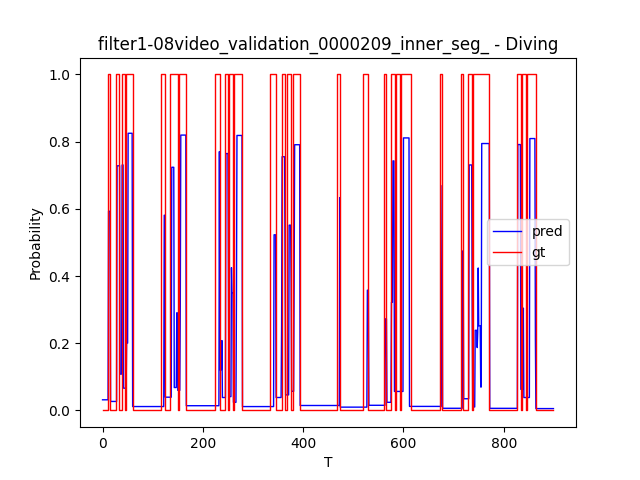 filter1-08video_validation_0000209_inner_seg_ - Diving
1.0
0.8
0.6
0.4
0.2
0.0
Probability
pred
gt
0 200 400 600 800
T